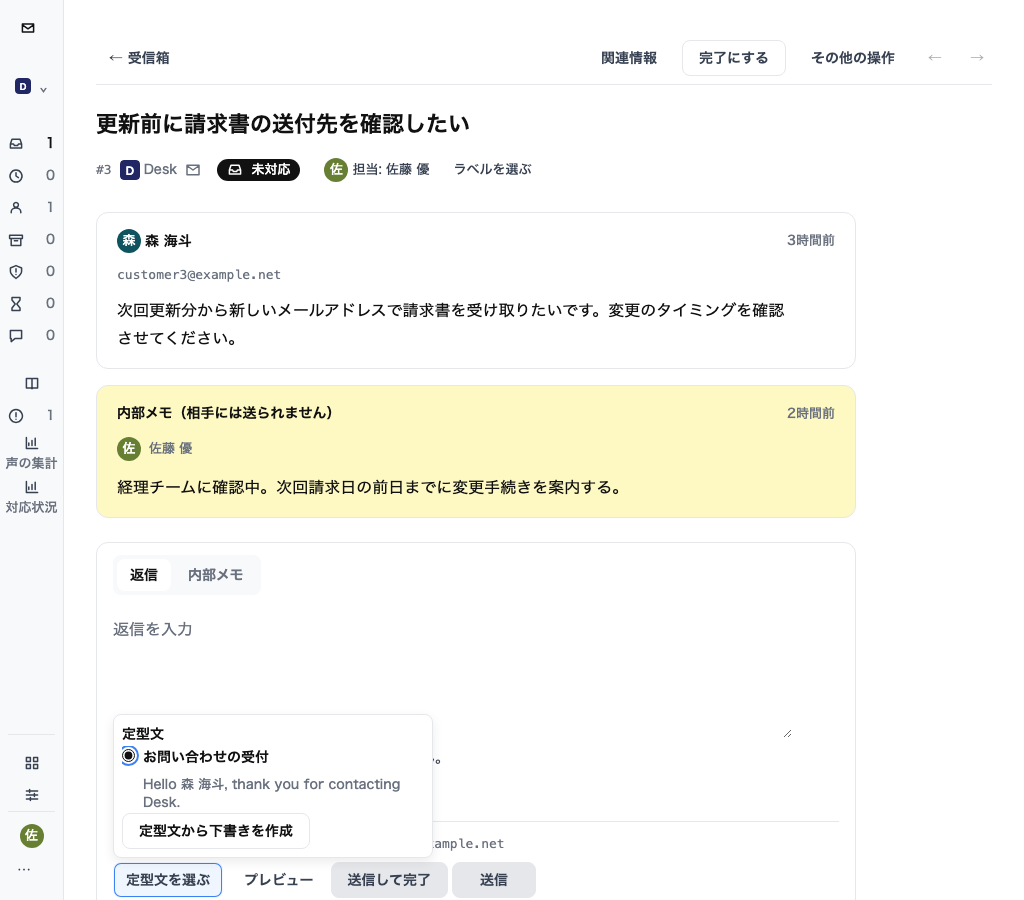 D
1
0
1
0
0
0
0
1
声の集計
対応状況
佐
...
← 受信箱
関連情報
完了にする
その他の操作
←
→
更新前に請求書の送付先を確認したい
#3 D Desk 未対応 佐 担当: 佐藤 優 ラベルを選ぶ
森 森 海斗 3時間前
customer3@example.net
次回更新分から新しいメールアドレスで請求書を受け取りたいです。変更のタイミングを確認
させてください。
内部メモ（相手には送られません） 2時間前
佐 佐藤 優
経理チームに確認中。次回請求日の前日までに変更手続きを案内する。
返信 内部メモ
返信を入力
定型文
お問い合わせの受付
Hello 森 海斗, thank you for contacting
Desk.
定型文から下書きを作成
ample.net
定型文を選ぶ プレビュー 送信して完了 送信